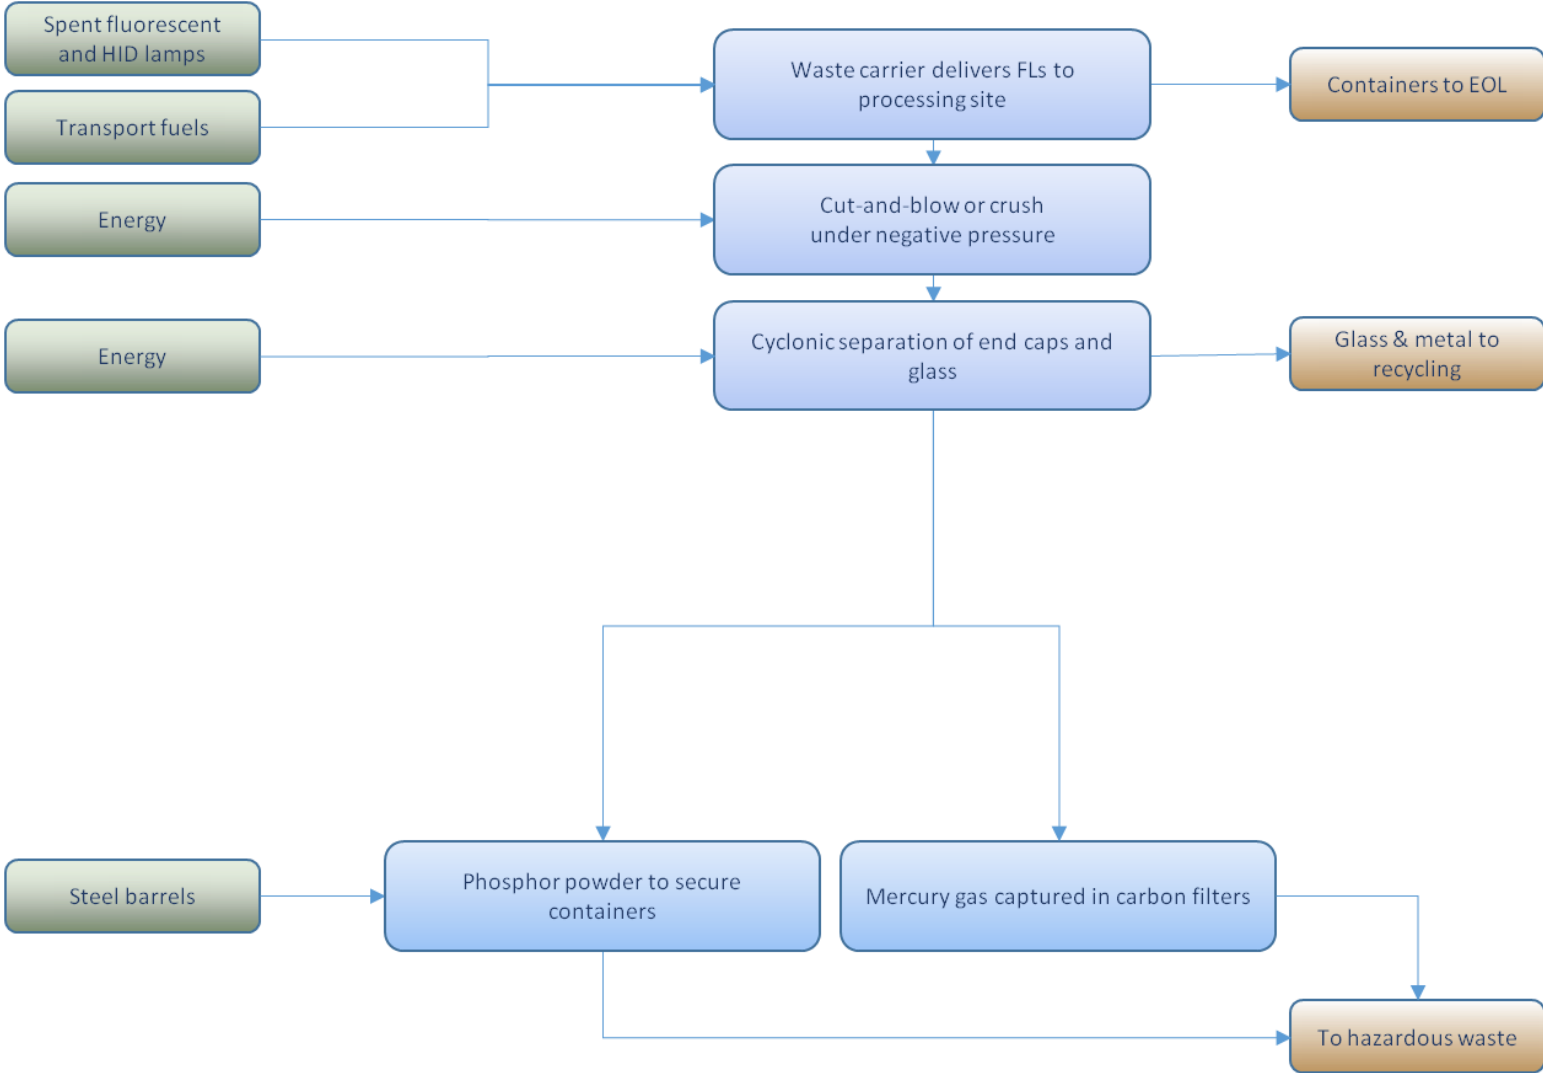 Spent fluorescent
and HID lamps
Waste carrier delivers FLs to
processing site
Containers to EOL
Transport fuels
Energy
Cut-and-blow or crush
under negative pressure
Energy
Cyclonic separation of end caps and
glass
Glass & metal to
recycling
Steel barrels
Phosphor powder to secure
containers
Mercury gas captured in carbon filters
To hazardous waste